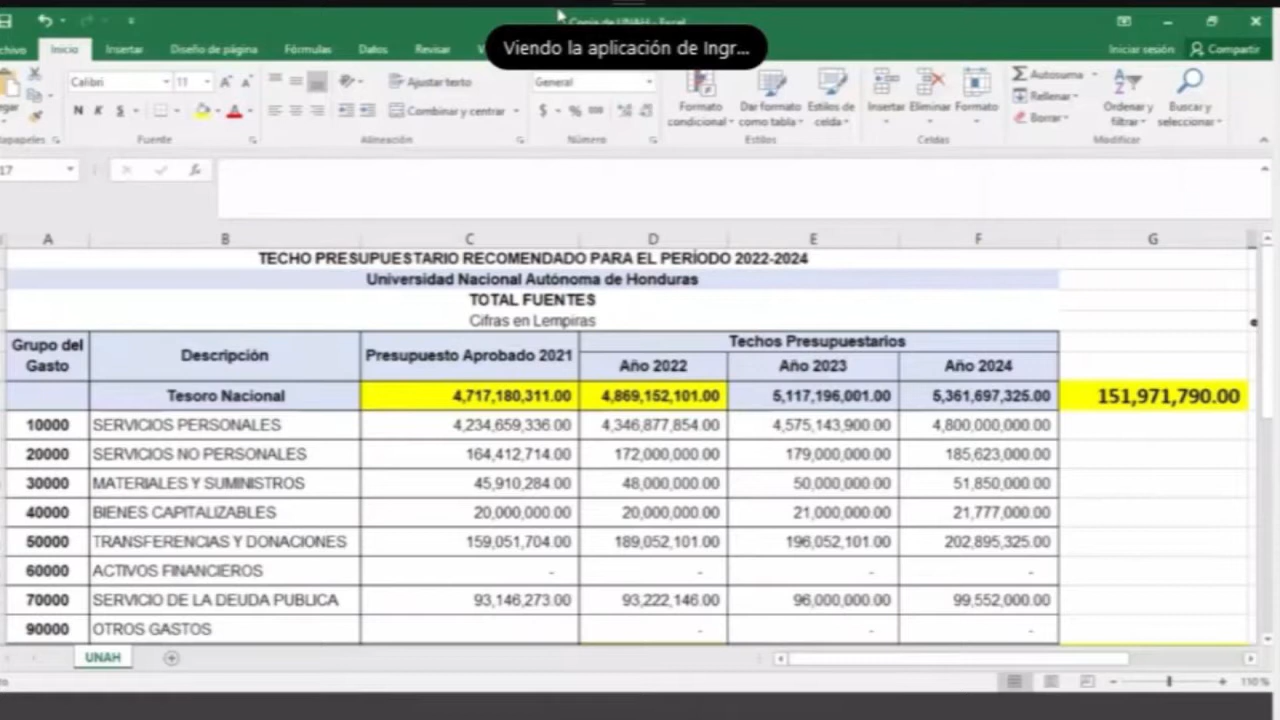 Copia de UNAH - Excel
Viendo la aplicación de Ingr...
Inicio Insertar Diseño de página Fórmulas Datos Revisar Iniciar sesión Compartir
Calibri 11 Ajustar texto General Autosuma
Rellenar
N K S Combinar y centrar $ % Formato Dar formato Estilos de Insertar Eliminar Formato Borrar Ordenar y Buscar y
condicional como tabla celda filtrar seleccionar
Fuente Alineación Número Estilos Celdas Modificar
17 fx
A B C D E F G
TECHO PRESUPUESTARIO RECOMENDADO PARA EL PERÍODO 2022-2024
Universidad Nacional Autónoma de Honduras
TOTAL FUENTES
Cifras en Lempiras
Grupo del Gasto Descripción Presupuesto Aprobado 2021 Techos Presupuestarios
Año 2022 Año 2023 Año 2024
Tesoro Nacional 4,717,180,311.00 4,869,152,101.00 5,117,196,001.00 5,361,697,325.00 151,971,790.00
10000 SERVICIOS PERSONALES 4,234,659,336.00 4,346,877,854.00 4,575,143,900.00 4,800,000,000.00
20000 SERVICIOS NO PERSONALES 164,412,714.00 172,000,000.00 179,000,000.00 185,623,000.00
30000 MATERIALES Y SUMINISTROS 45,910,284.00 48,000,000.00 50,000,000.00 51,850,000.00
40000 BIENES CAPITALIZABLES 20,000,000.00 20,000,000.00 21,000,000.00 21,777,000.00
50000 TRANSFERENCIAS Y DONACIONES 159,051,704.00 189,052,101.00 196,052,101.00 202,895,325.00
60000 ACTIVOS FINANCIEROS - - - -
70000 SERVICIO DE LA DEUDA PUBLICA 93,146,273.00 93,222,146.00 96,000,000.00 99,552,000.00
90000 OTROS GASTOS - - -
UNAH
110%